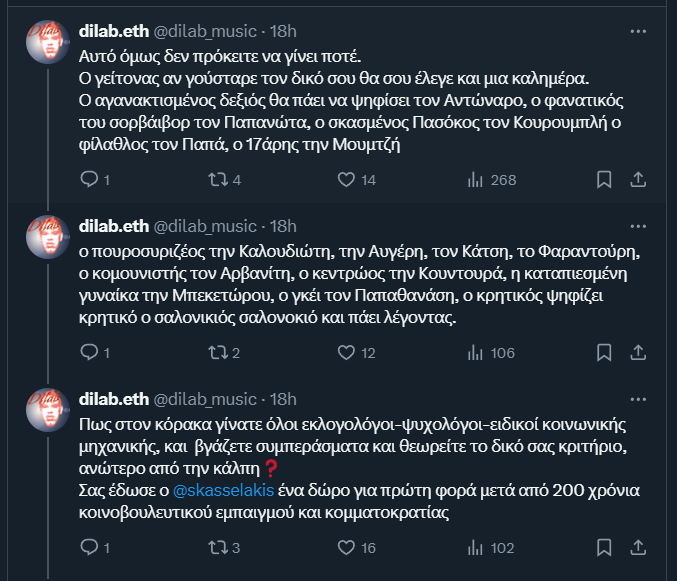 dilab.eth @dilab_music · 18h
Αυτό όμως δεν πρόκειτε να γίνει ποτέ.
Ο γείτονας αν γούσταρε τον δικό σου θα σου έλεγε και μια καλημέρα.
Ο αγανακτισμένος δεξιός θα πάει να ψηφίσει τον Αντώναρο, ο φανατικός
του σορβάιβορ τον Παπανώτα, ο σκασμένος Πασόκος τον Κουρουμπλή ο
φίλαθλος τον Παπά, ο 17άρης την Μουμτζή
1 4 14 268
dilab.eth @dilab_music · 18h
ο πουροσυριζέος την Καλουδιώτη, την Αυγέρη, τον Κάτση, το Φαραντούρη,
ο κομουνιστής τον Αρβανίτη, ο κεντρώος την Κουντουρά, η καταπιεσμένη
γυναίκα την Μπεκετώρου, ο γκέι τον Παπαθανάση, ο κρητικός ψηφίζει
κρητικό ο σαλονικιός σαλονοκιό και πάει λέγοντας.
1 2 12 106
dilab.eth @dilab_music · 18h
Πως στον κόρακα γίνατε όλοι εκλογολόγοι-ψυχολόγοι-ειδικοί κοινωνικής
μηχανικής, και βγάζετε συμπεράσματα και θεωρείτε το δικό σας κριτήριο,
ανώτερο από την κάλπη❓
Σας έδωσε ο @skasselakis ένα δώρο για πρώτη φορά μετά από 200 χρόνια
κοινοβουλευτικού εμπαιγμού και κομματοκρατίας
1 3 16 102